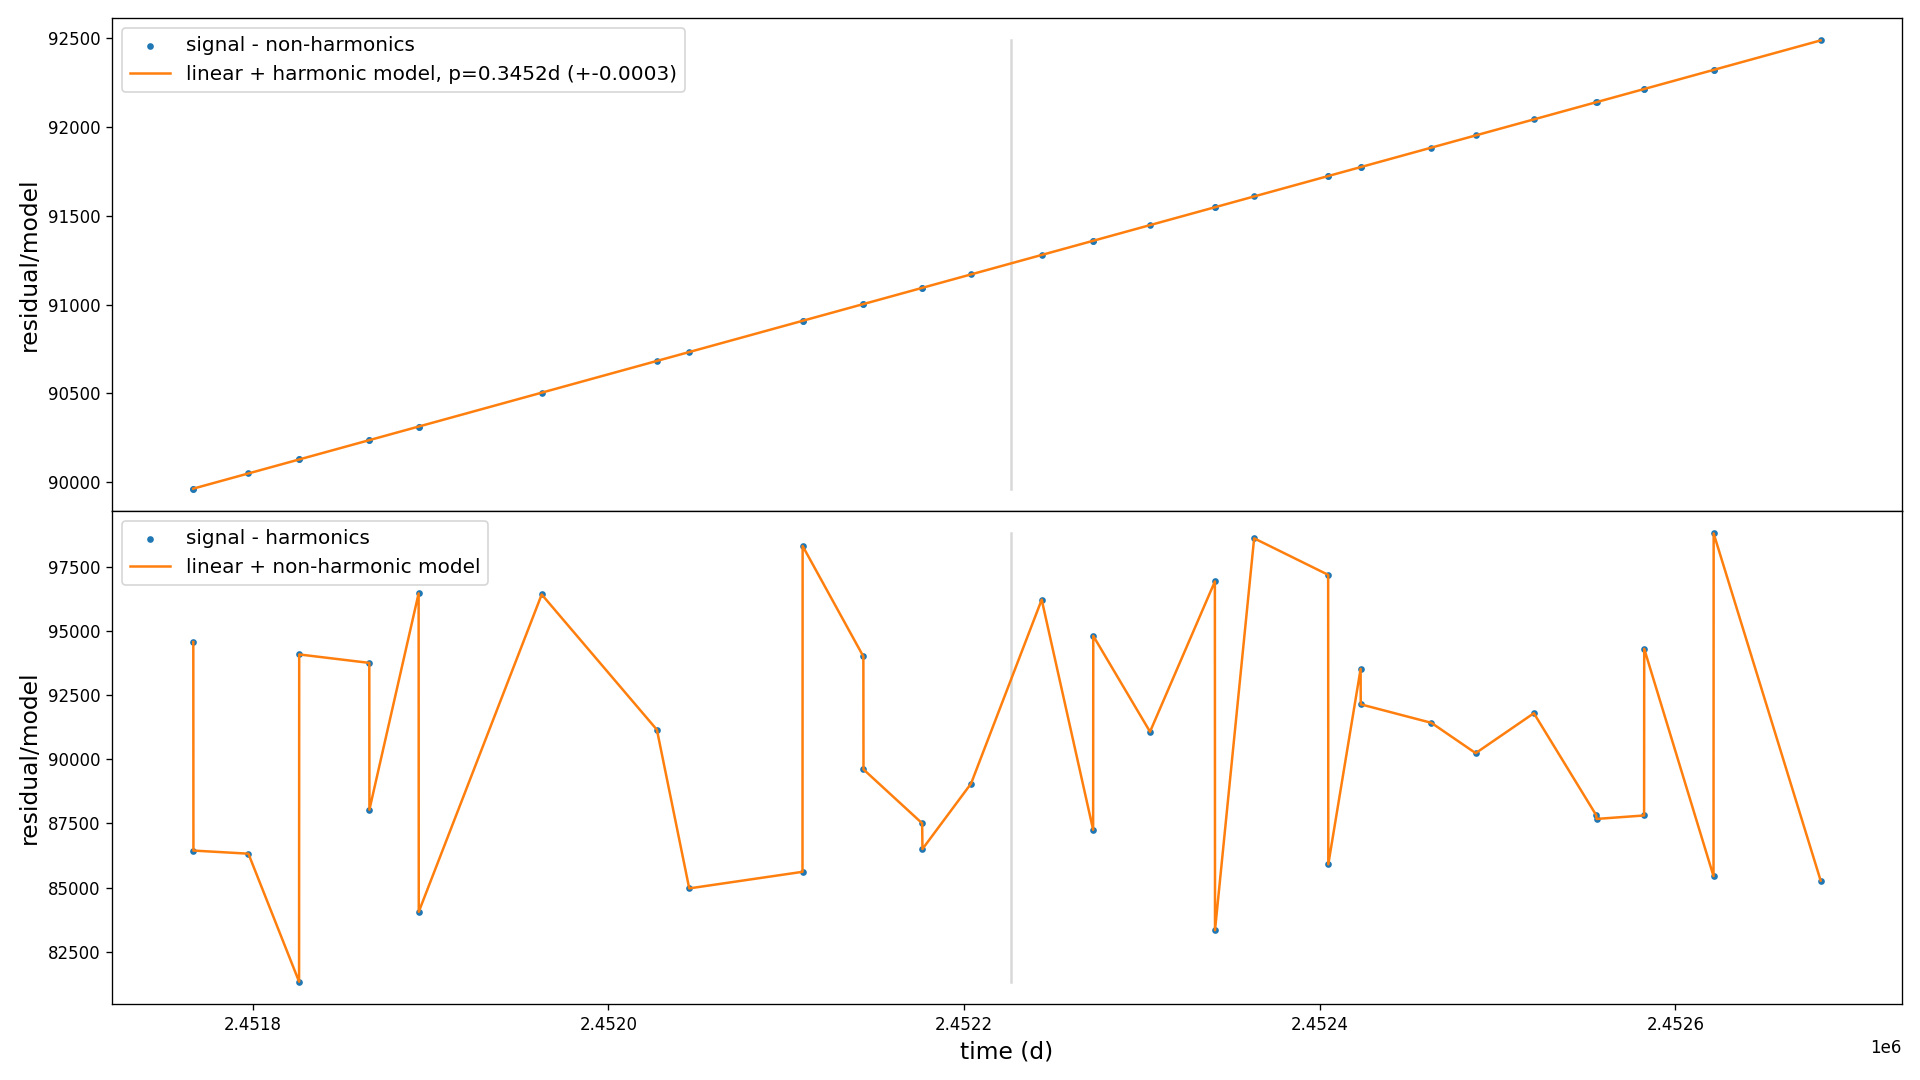 92500
92000
91500
91000
90500
90000
residual/model
signal - non-harmonics
linear + harmonic model, p=0.3452d (+-0.0003)
97500
95000
92500
90000
87500
85000
82500
residual/model
signal - harmonics
linear + non-harmonic model
2.4518
2.4520
2.4522
2.4524
2.4526
time (d)
1e6